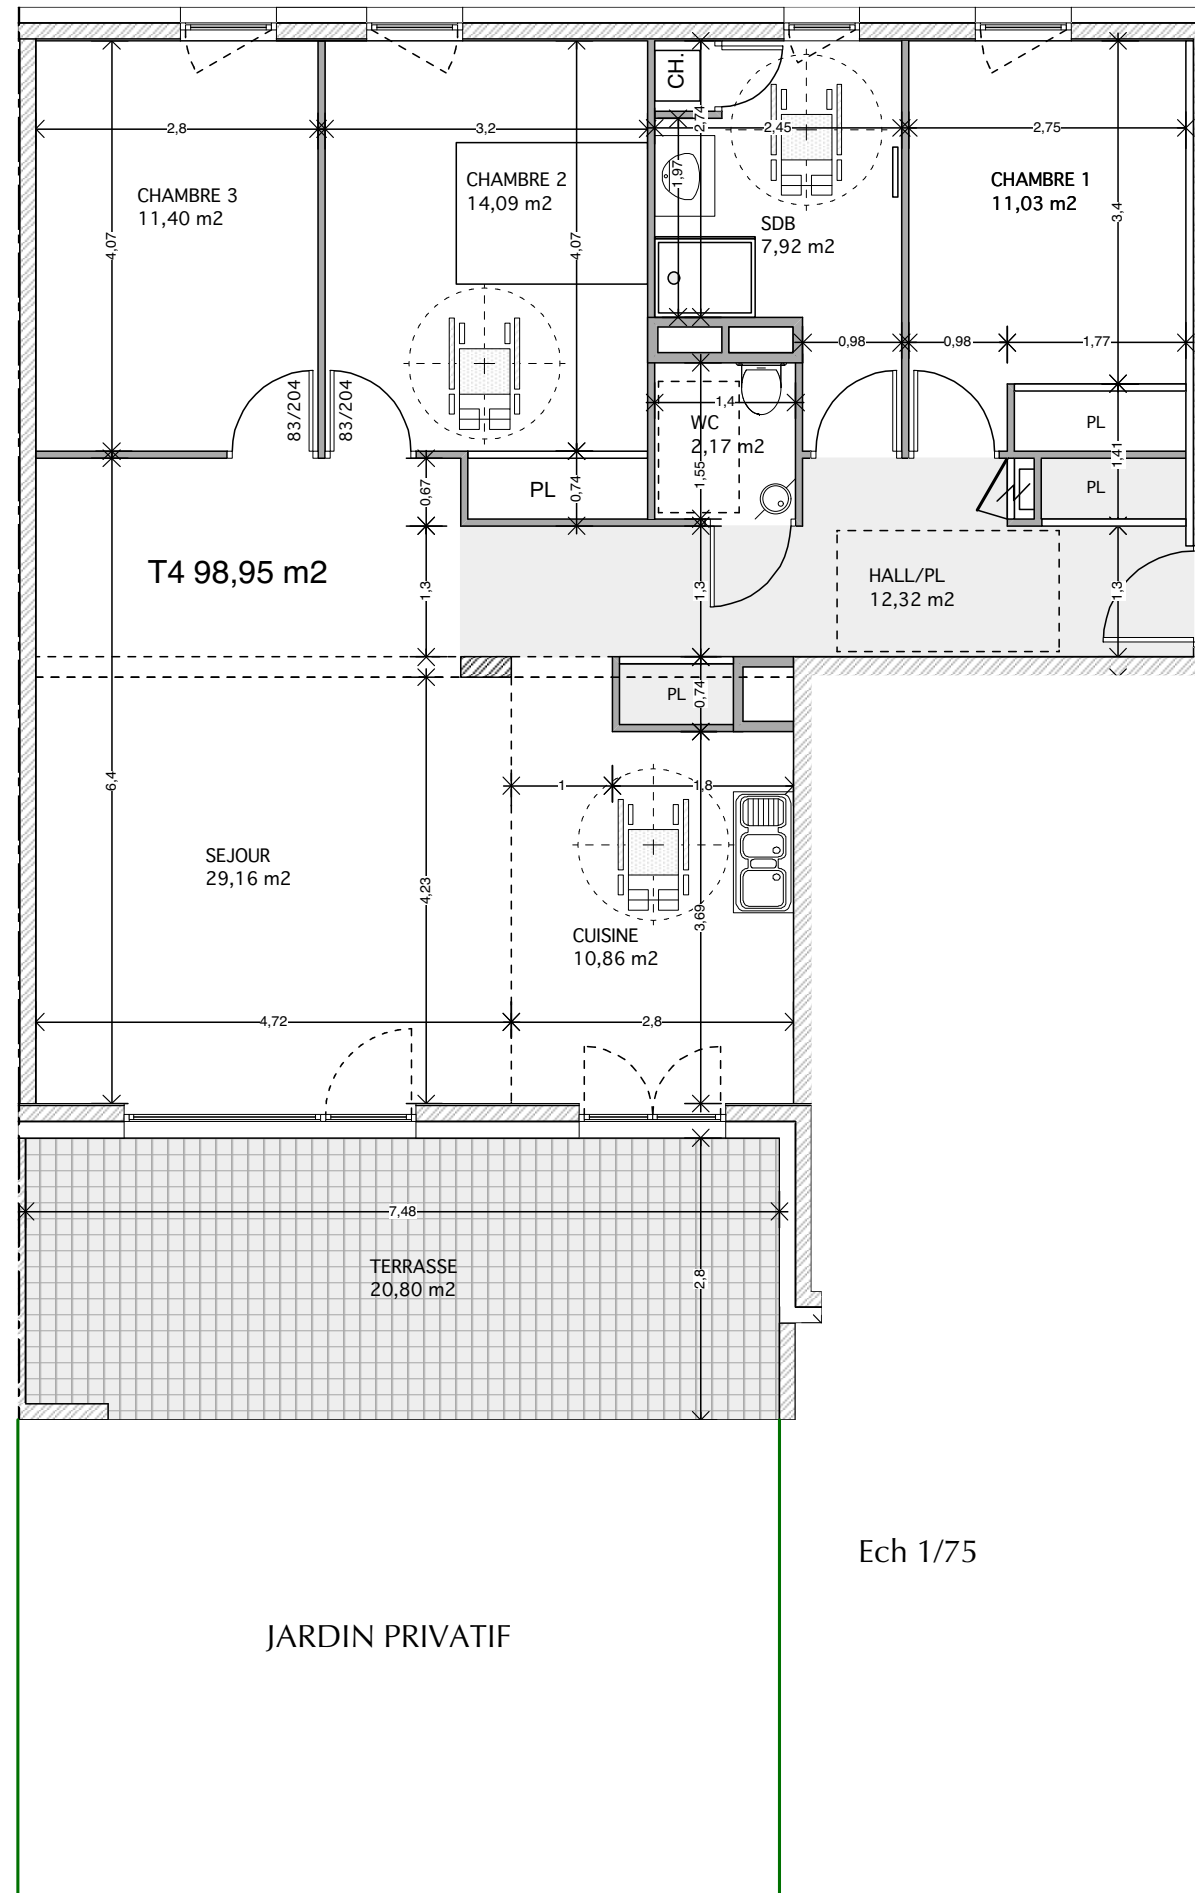 CH.
2,8
3,2
2,74
2,45
2,75
1,97
CHAMBRE 3
11,40 m2
CHAMBRE 2
14,09 m2
CHAMBRE 1
11,03 m2
3,4
SDB
7,92 m2
4,07
4,07
0,98
0,98
1,77
83/204
83/204
1,4
WC
2,17 m2
PL
1,41
1,55
0,67
PL
0,74
PL
T4 98,95 m2
1,3
1,3
HALL/PL
12,32 m2
1,3
PL
0,74
6,4
1
1,8
SEJOUR
29,16 m2
4,23
3,69
CUISINE
10,86 m2
4,72
2,8
7,48
TERRASSE
20,80 m2
2,8
Ech 1/75
JARDIN PRIVATIF